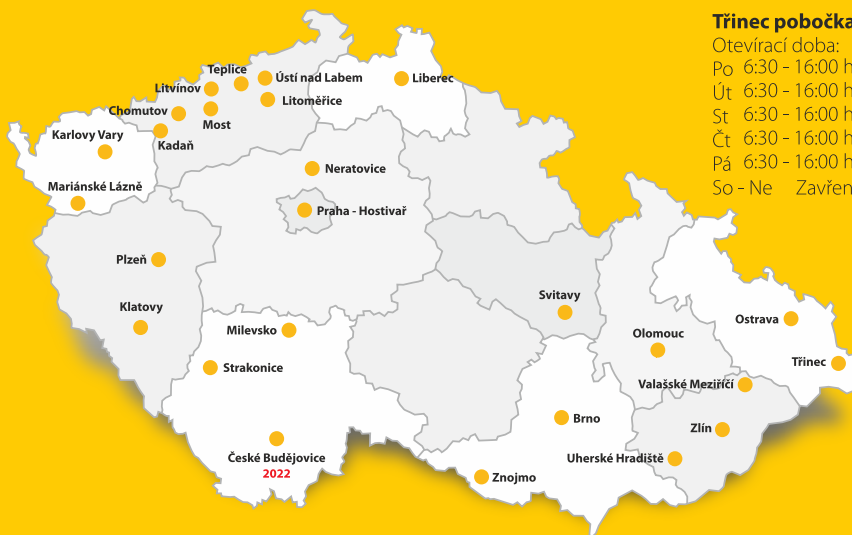 Třinec pobočka
Otevírací doba:
Po 6:30 - 16:00 h
Út 6:30 - 16:00 h
St 6:30 - 16:00 h
Čt 6:30 - 16:00 h
Pá 6:30 - 16:00 h
So - Ne Zavřen
Teplice
Ústí nad Labem
Liberec
Litvínov
Litoměřice
Chomutov
Most
Karlovy Vary
Kadaň
Neratovice
Mariánské Lázně
Praha - Hostivař
Plzeň
Svitavy
Klatovy
Ostrava
Milevsko
Olomouc
Třinec
Strakonice
Valašské Meziříčí
Brno
Zlín
České Budějovice
2022
Uherské Hradiště
Znojmo